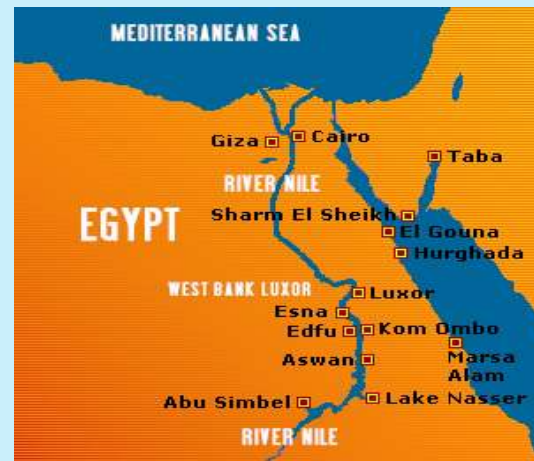 MEDITERRANEAN SEA
Giza
Cairo
Taba
RIVER NILE
Sharm El Sheikh
EGYPT
El Gouna
Hurghada
WEST BANK LUXOR
Luxor
Esna
Edfu
Kom Ombo
Aswan
Marsa
Alam
Abu Simbel
Lake Nasser
RIVER NILE